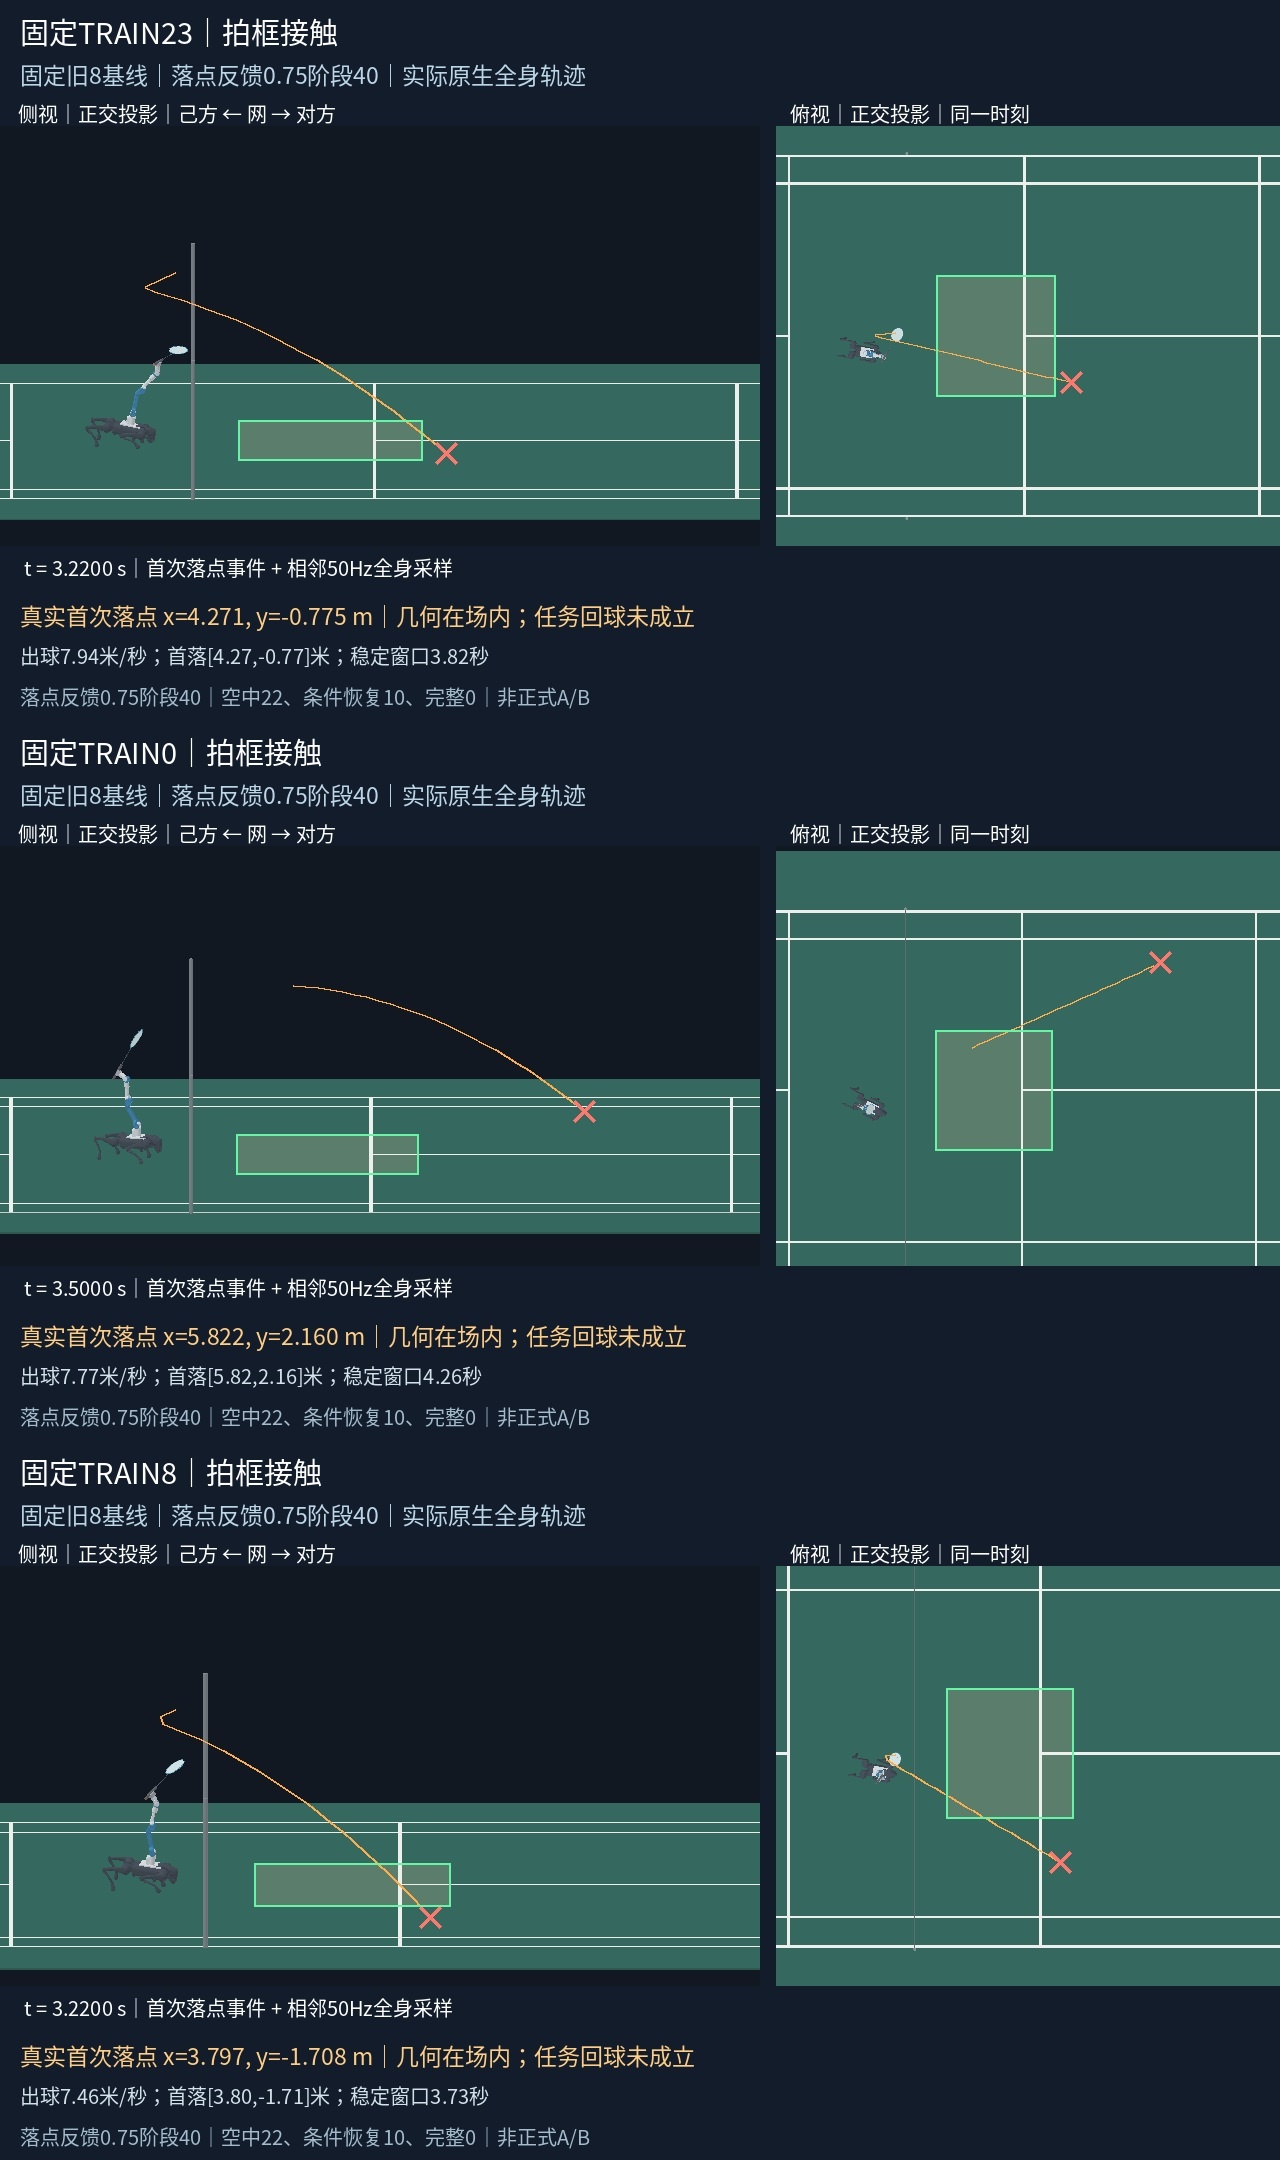 固定TRAIN23｜拍框接触
固定旧8基线｜落点反馈0.75阶段40｜实际原生全身轨迹
侧视｜正交投影｜己方 ← 网 → 对方
俯视｜正交投影｜同一时刻
t = 3.2200 s｜首次落点事件 + 相邻50Hz全身采样
真实首次落点 x=4.271, y=-0.775 m｜几何在场内；任务回球未成立
出球7.94米/秒；首落[4.27,-0.77]米；稳定窗口3.82秒
落点反馈0.75阶段40｜空中22、条件恢复10、完整0｜非正式A/B
固定TRAIN0｜拍框接触
固定旧8基线｜落点反馈0.75阶段40｜实际原生全身轨迹
侧视｜正交投影｜己方 ← 网 → 对方
俯视｜正交投影｜同一时刻
t = 3.5000 s｜首次落点事件 + 相邻50Hz全身采样
真实首次落点 x=5.822, y=2.160 m｜几何在场内；任务回球未成立
出球7.77米/秒；首落[5.82,2.16]米；稳定窗口4.26秒
落点反馈0.75阶段40｜空中22、条件恢复10、完整0｜非正式A/B
固定TRAIN8｜拍框接触
固定旧8基线｜落点反馈0.75阶段40｜实际原生全身轨迹
侧视｜正交投影｜己方 ← 网 → 对方
俯视｜正交投影｜同一时刻
t = 3.2200 s｜首次落点事件 + 相邻50Hz全身采样
真实首次落点 x=3.797, y=-1.708 m｜几何在场内；任务回球未成立
出球7.46米/秒；首落[3.80,-1.71]米；稳定窗口3.73秒
落点反馈0.75阶段40｜空中22、条件恢复10、完整0｜非正式A/B